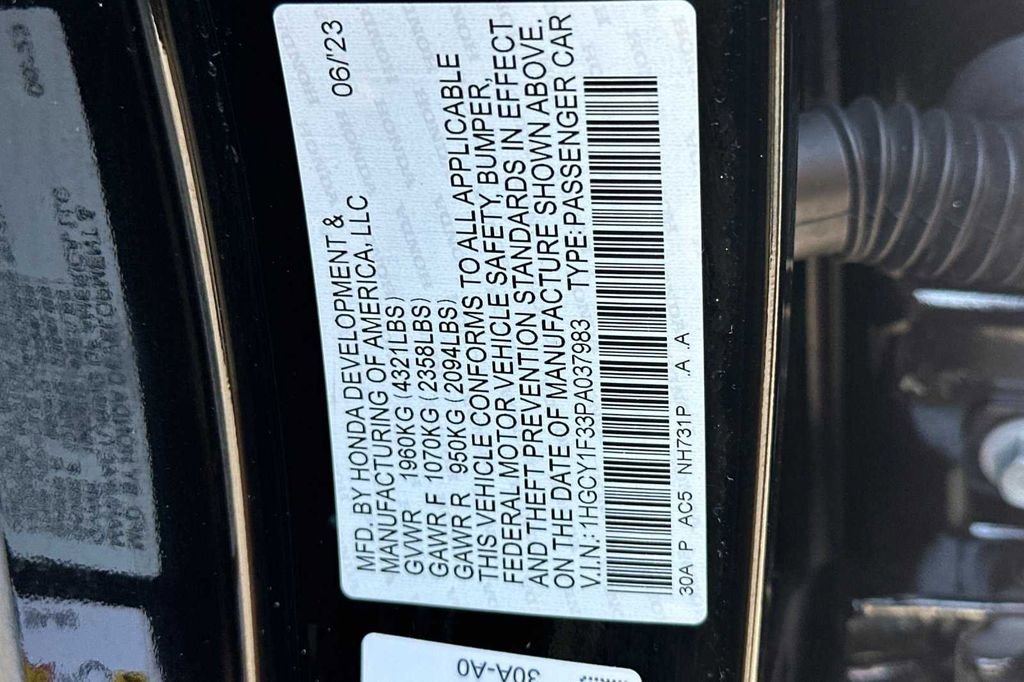 MFD. BY HONDA DEVELOPMENT & 06/'23
MANUFACTURING OF AMERICA, LLC
GVWR 1960KG (4321LBS)
GAWR F 1070KG (2358LBS)
GAWR R 950KG (2094LBS)
THIS VEHICLE CONFORMS TO ALL APPLICABLE
FEDERAL MOTOR VEHICLE SAFETY, BUMPER,
AND THEFT PREVENTION STANDARDS IN EFFECT
ON THE DATE OF MANUFACTURE SHOWN ABOVE.
V.I.N.: 1HGCY1F33PA037983 TYPE: PASSENGER CAR
30A P AC5 NH731P .A .A
30A-A0